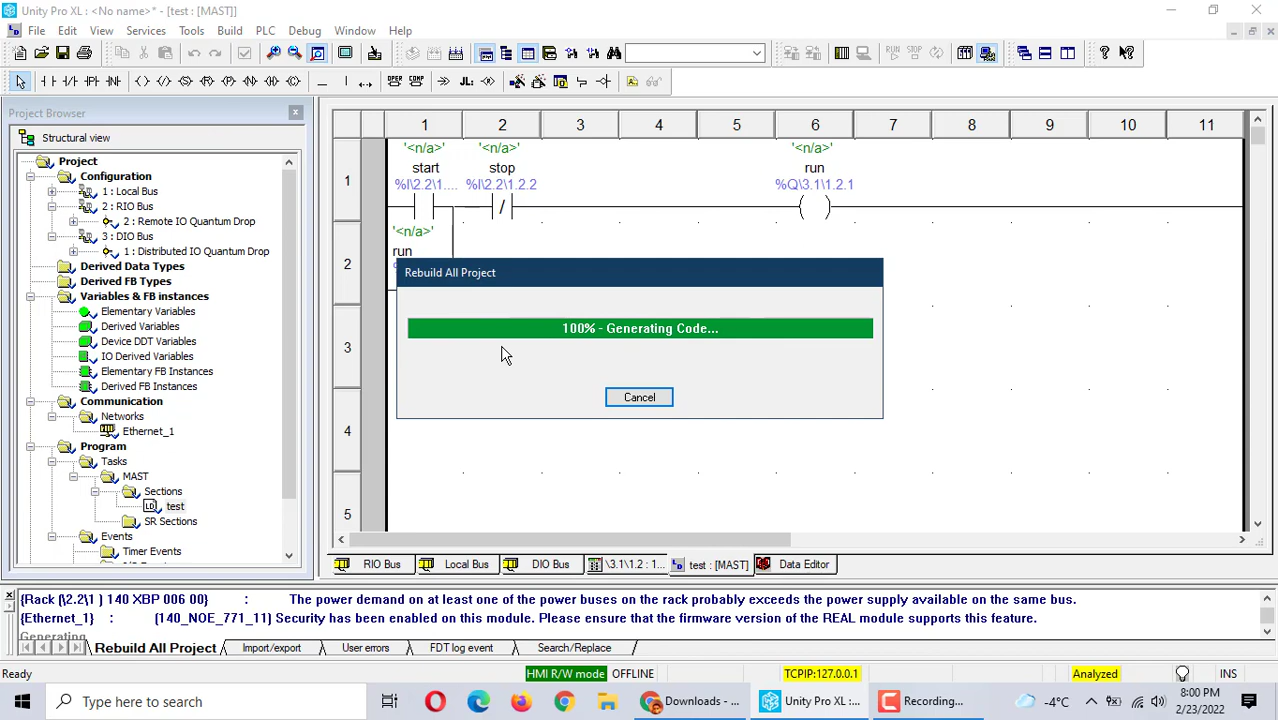 Unity Pro XL : <No name>* - [test : [MAST]]
File Edit View Services Tools Build PLC Debug Window Help
Project Browser
Structural view
Project
Configuration
1 : Local Bus
2 : RIO Bus
2 : Remote IO Quantum Drop
3 : DIO Bus
1 : Distributed IO Quantum Drop
Derived Data Types
Derived FB Types
Variables & FB instances
Elementary Variables
Derived Variables
Device DDT Variables
IO Derived Variables
Elementary FB Instances
Derived FB Instances
Communication
Networks
Ethernet_1
Program
Tasks
MAST
Sections
LD test
SR Sections
Events
Timer Events
1 2 3 4 5 6 7 8 9 10 11
'<n/a>' '<n/a>' '<n/a>'
start stop run
%I\2.2\1.... %I\2.2\1.2.2 %Q\3.1\1.2.1
1
'<n/a>'
run
2
3
4
5
Rebuild All Project
100% - Generating Code...
Cancel
RIO Bus Local Bus DIO Bus \3.1\1.2 : 1... test : [MAST] Data Editor
{Rack (\2.2\1 ) 140 XBP 006 00} : The power demand on at least one of the power buses on the rack probably exceeds the power supply available on the same bus.
{Ethernet_1} : (140_NOE_771_11) Security has been enabled on this module. Please ensure that the firmware version of the REAL module supports this feature.
Generating
Rebuild All Project Import/export User errors FDT log event Search/Replace
Ready HMI R/W mode OFFLINE TCPIP:127.0.0.1 Analyzed INS
Type here to search
Downloads - ...
Unity Pro XL :...
Recording...
-4°C
8:00 PM
2/23/2022